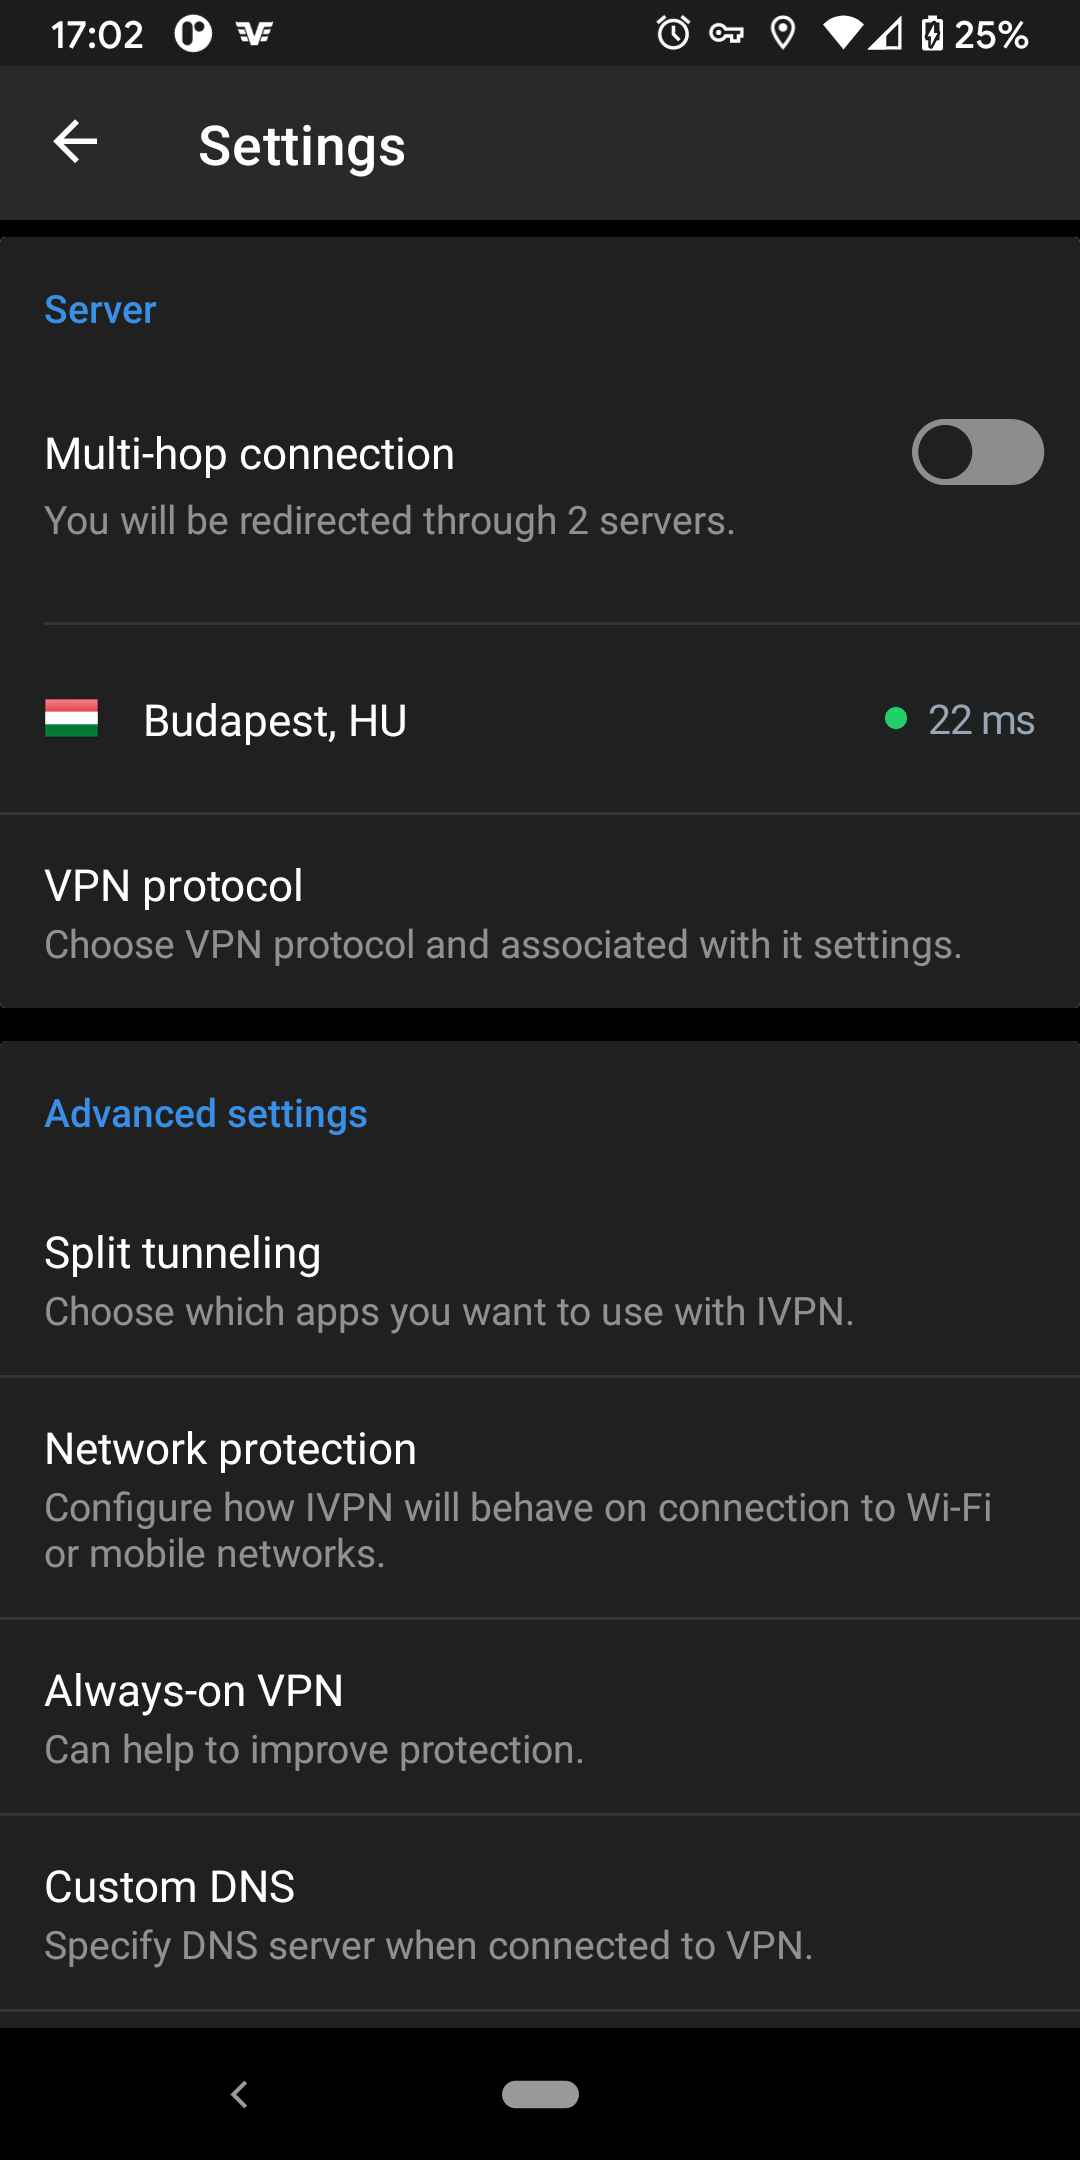 17:02
25%
Settings
Server
Multi-hop connection
You will be redirected through 2 servers.
Budapest, HU
22 ms
VPN protocol
Choose VPN protocol and associated with it settings.
Advanced settings
Split tunneling
Choose which apps you want to use with IVPN.
Network protection
Configure how IVPN will behave on connection to Wi-Fi
or mobile networks.
Always-on VPN
Can help to improve protection.
Custom DNS
Specify DNS server when connected to VPN.